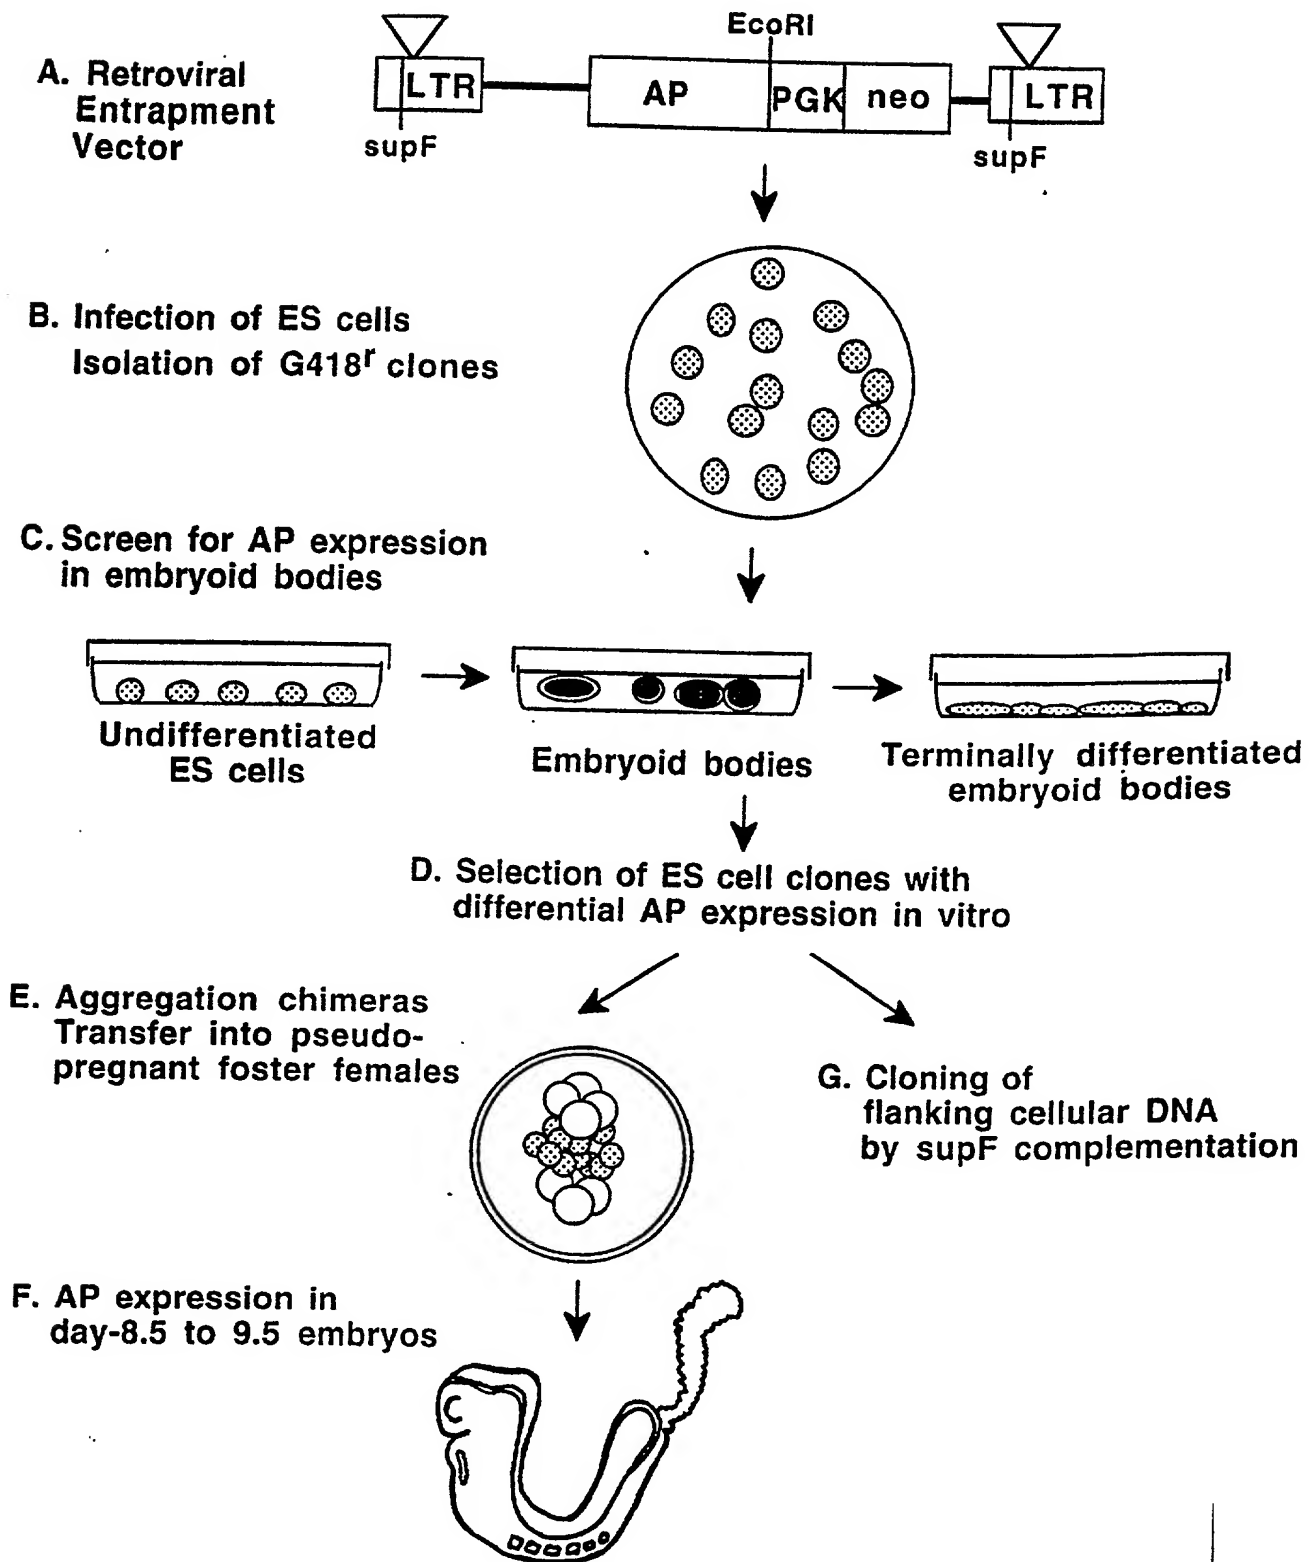 A. Retroviral
Entrapment
Vector
EcoRI
LTR
AP
PGK
neo
LTR
supF
supF
B. Infection of ES cells
Isolation of G418r clones
C. Screen for AP expression
in embryoid bodies
Undifferentiated
ES cells
Embryoid bodies
Terminally differentiated
embryoid bodies
D. Selection of ES cell clones with
differential AP expression in vitro
E. Aggregation chimeras
Transfer into pseudo-
pregnant foster females
G. Cloning of
flanking cellular DNA
by supF complementation
F. AP expression in
day-8.5 to 9.5 embryos